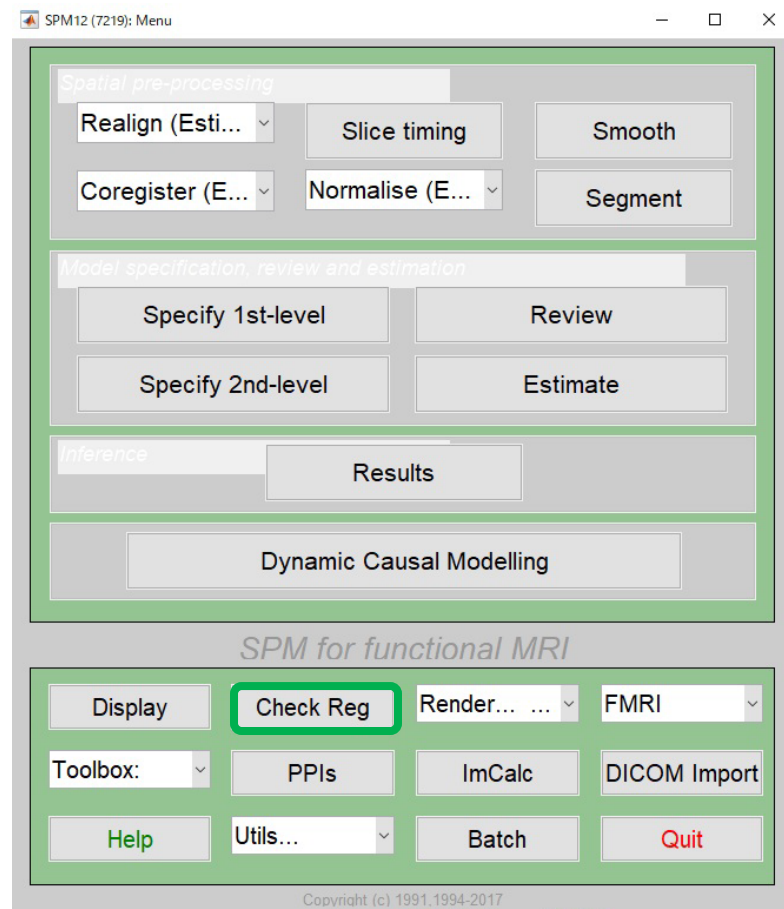 SPM12 (7219): Menu
Spatial pre-processing
Realign (Esti...
Slice timing
Smooth
Coregister (E...
Normalise (E...
Segment
Model specification, review and estimation
Specify 1st-level
Review
Specify 2nd-level
Estimate
Inference
Results
Dynamic Causal Modelling
SPM for functional MRI
Display
Check Reg
Render... ...
FMRI
Toolbox:
PPIs
ImCalc
DICOM Import
Help
Utils...
Batch
Quit
Copyright (c) 1991,1994-2017